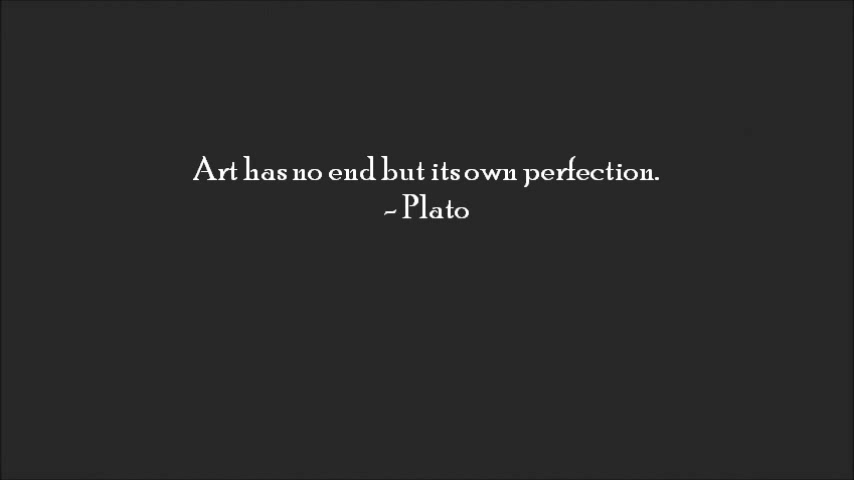 Art has no end but its own perfection.
~ Plato